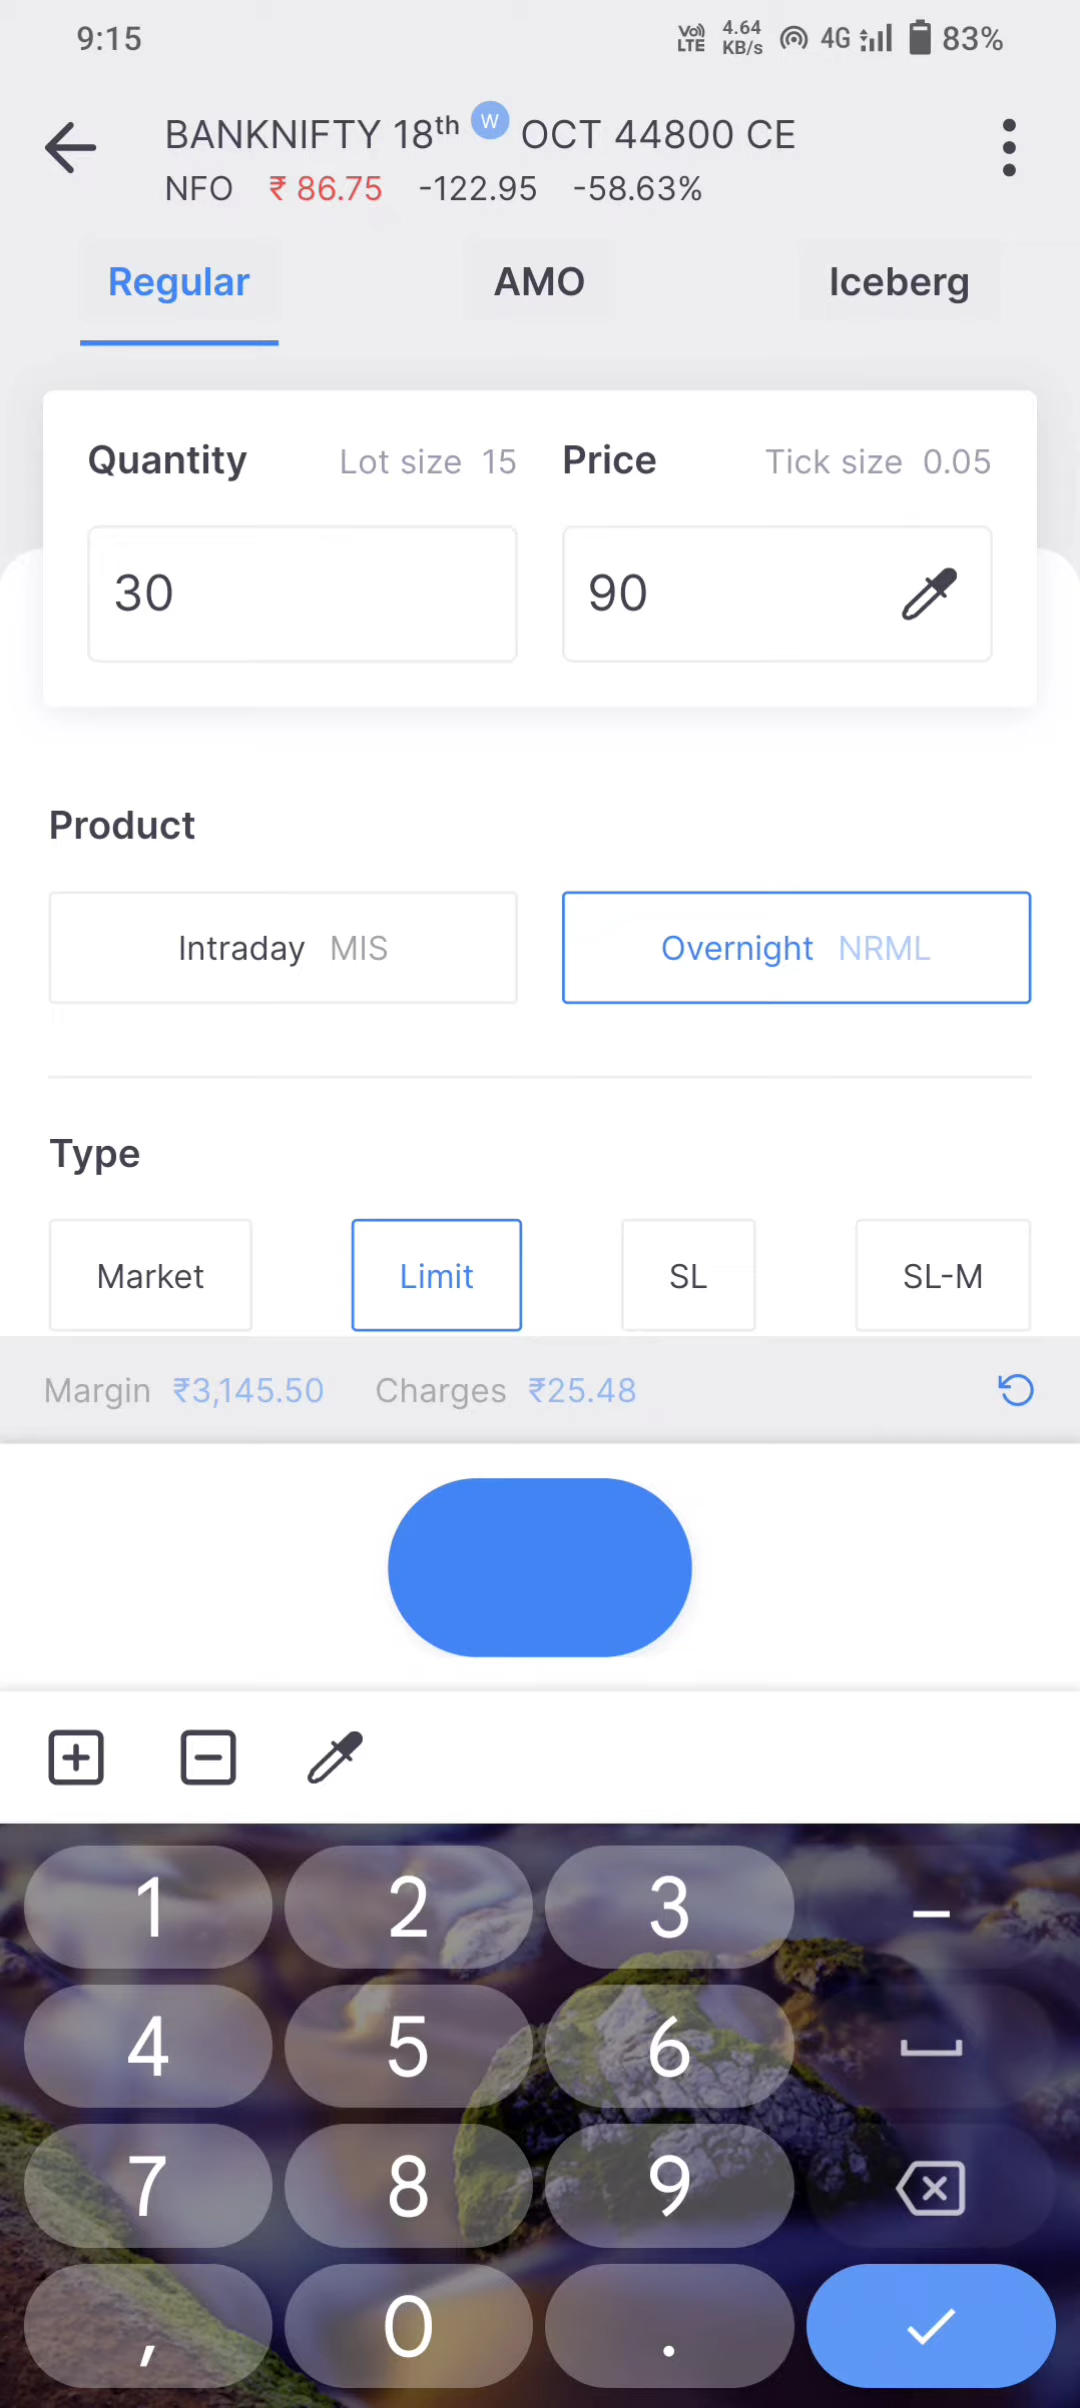 9:15 Vo)) LTE 4.64 KB/s 4G 83%
BANKNIFTY 18th W OCT 44800 CE
NFO ₹ 86.75 -122.95 -58.63%
Regular AMO Iceberg
Quantity Lot size 15 Price Tick size 0.05
30 90
Product
Intraday MIS Overnight NRML
Type
Market Limit SL SL-M
Margin ₹3,145.50 Charges ₹25.48
1 2 3 –
4 5 6
7 8 9
, 0 .